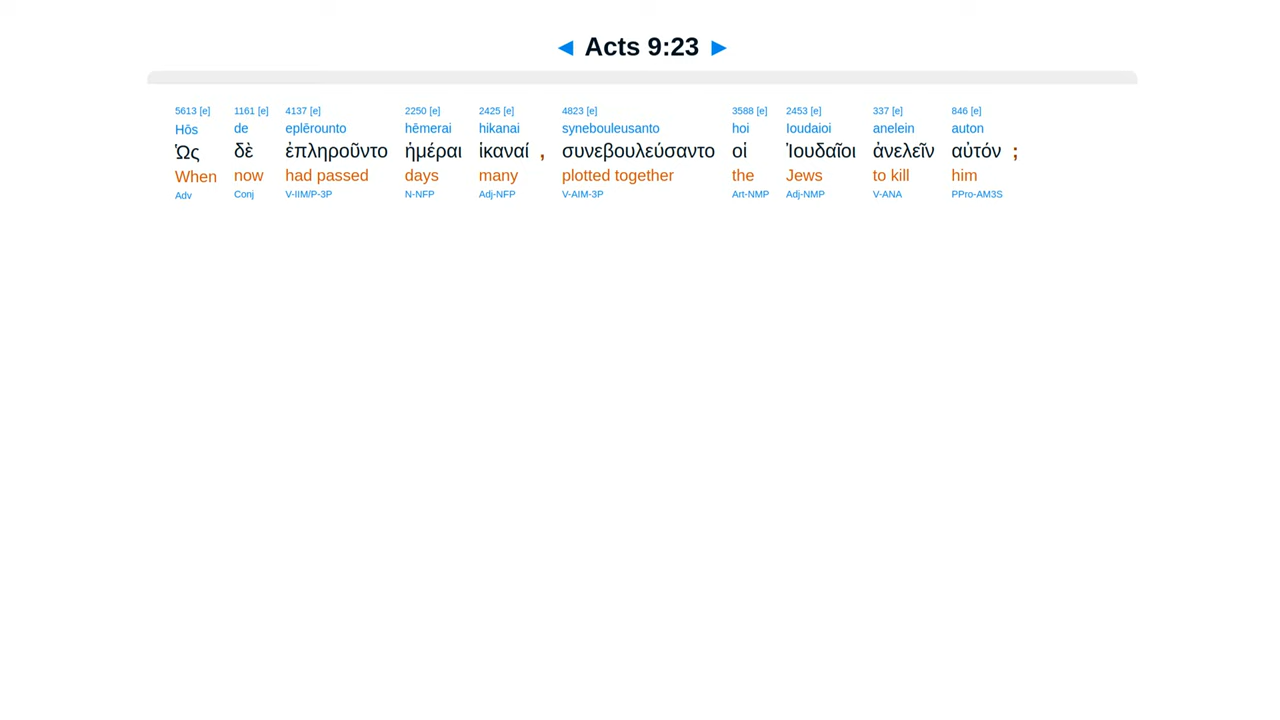 ◄ Acts 9:23 ►
5613 [e] 1161 [e] 4137 [e] 2250 [e] 2425 [e] 4823 [e] 3588 [e] 2453 [e] 337 [e] 846 [e]
Hōs de eplērounto hēmerai hikanai synebouleusanto hoi Ioudaioi anelein auton
Ὡς δὲ ἐπληροῦντο ἡμέραι ἱκαναί , συνεβουλεύσαντο οἱ Ἰουδαῖοι ἀνελεῖν αὐτόν ;
When now had passed days many plotted together the Jews to kill him
Adv Conj V-IIM/P-3P N-NFP Adj-NFP V-AIM-3P Art-NMP Adj-NMP V-ANA PPro-AM3S